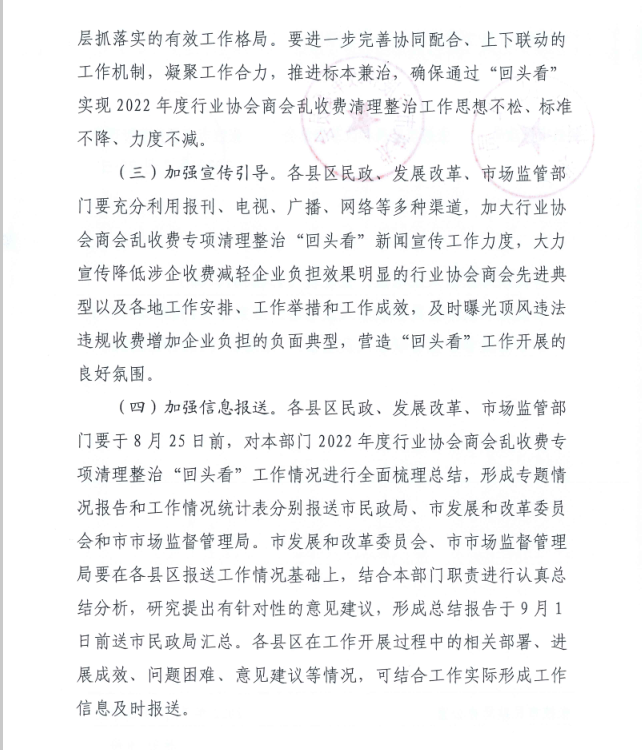 层抓落实的有效工作格局。要进一步完善协同配合、上下联动的
工作机制，凝聚工作合力，推进标本兼治，确保通过“回头看”
实现 2022 年度行业协会商会乱收费清理整治工作思想不松、标准
不降、力度不减。
（三）加强宣传引导。各县区民政、发展改革、市场监管部
门要充分利用报刊、电视、广播、网络等多种渠道，加大行业协
会商会乱收费专项清理整治“回头看”新闻宣传工作力度，大力
宣传降低涉企收费减轻企业负担效果明显的行业协会商会先进典
型以及各地工作安排、工作举措和工作成效，及时曝光顶风违法
违规收费增加企业负担的负面典型，营造“回头看”工作开展的
良好氛围。
（四）加强信息报送。各县区民政、发展改革、市场监管部
门要于 8 月 25 日前，对本部门 2022 年度行业协会商会乱收费专
项清理整治“回头看”工作情况进行全面梳理总结，形成专题情
况报告和工作情况统计表分别报送市民政局、市发展和改革委员
会和市市场监督管理局。市发展和改革委员会、市市场监督管理
局要在各县区报送工作情况基础上，结合本部门职责进行认真总
结分析，研究提出有针对性的意见建议，形成总结报告于 9 月 1
日前送市民政局汇总。各县区在工作开展过程中的相关部署、进
展成效、问题困难、意见建议等情况，可结合工作实际形成工作
信息及时报送。